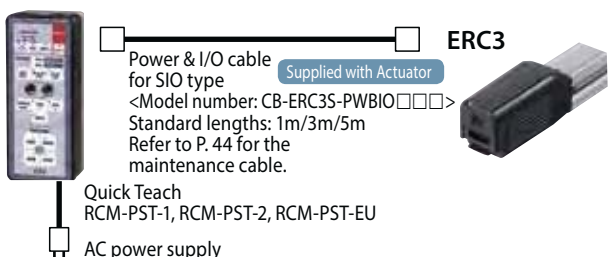 ERC3
Power & I/O cable
for SIO type
Supplied with Actuator
<Model number: CB-ERC3S-PWBIO□□□>
Standard lengths: 1m/3m/5m
Refer to P. 44 for the
maintenance cable.
Quick Teach
RCM-PST-1, RCM-PST-2, RCM-PST-EU
AC power supply